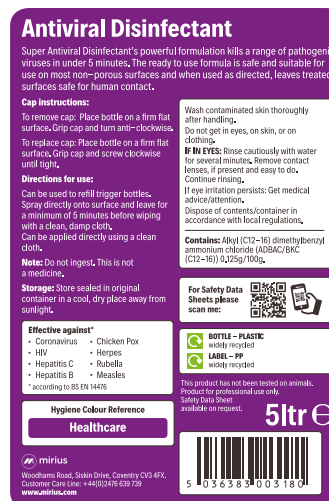 Antiviral Disinfectant
Super Antiviral Disinfectant's powerful formulation kills a range of pathogeni
viruses in under 5 minutes. The ready to use formula is safe and suitable for
use on most non-porous surfaces and when used as directed, leaves treated
surfaces safe for human contact.
Cap instructions:
To remove cap: Place bottle on a firm flat
surface. Grip cap and turn anti-clockwise.
To replace cap: Grip cap on a firm flat
surface. Grip cap and screw clockwise
until tight.
Directions for use:
Can be used to refill trigger bottles.
Spray directly onto surface and leave for
a minimum of 5 minutes before wiping
with a clean, damp cloth.
Can be applied directly using a clean
cloth.
Note: Do not ingest. This is not
a medicine.
Storage: Store sealed in original
container in a cool, dry place away from
sunlight.
Effective against*
• Coronavirus
• HIV
• Hepatitis C
• Hepatitis B
• Chicken Pox
• Herpes
• Rubella
• Measles
* according to BS EN 14476
Hygiene Colour Reference
Healthcare
mirius
Woodhams Road, Siskin Drive, Coventry CV3 4FX.
Customer Care Line: +44(0)2476 639 739
www.mirius.com
Wash contaminated skin thoroughly
after handling.
Do not get in eyes, on skin, or on
clothing.
IF IN EYES: Rinse cautiously with water
for several minutes. Remove contact
lenses, if present and easy to do.
Continue rinsing.
If eye irritation persists: Get medical
advice/attention.
Dispose of contents/container in
accordance with local regulations.
Contains: Alkyl (C12-16) dimethylbenzyl
ammonium chloride (ADBAC/BKC
(C12-16)) 0.125g/100g.
For Safety Data
Sheets please
scan me:
BOTTLE – PLASTIC
widely recycled
LABEL – PP
widely recycled
This product has not been tested on animals.
Product for professional use only.
Safety Data Sheet
available on request.
5ltr e
5 036383 003180